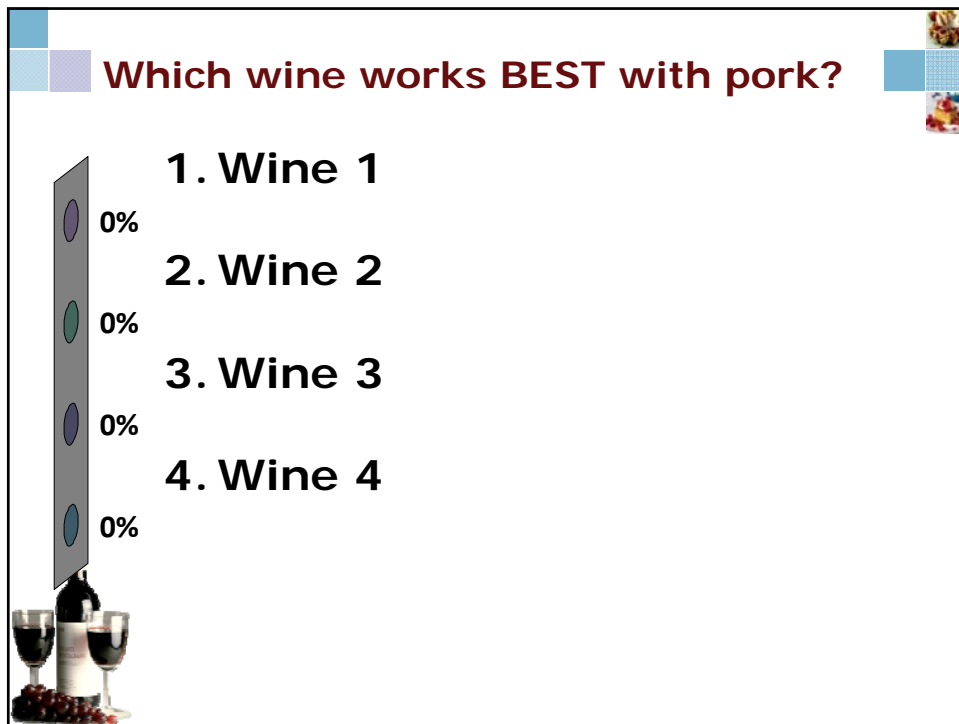 Which wine works BEST with pork?
1. Wine 1
0%
2. Wine 2
0%
3. Wine 3
0%
4. Wine 4
0%